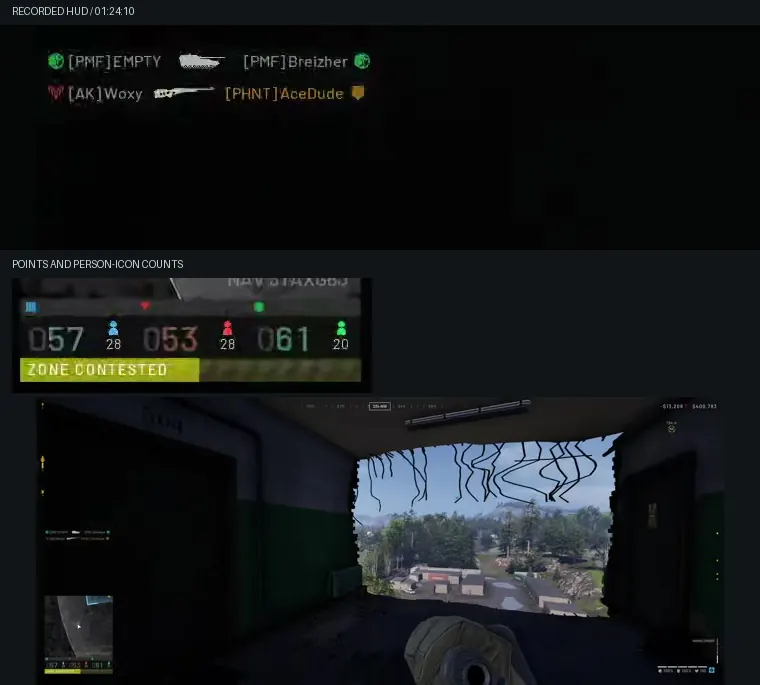 RECORDED HUD / 01:24:10
[PMF]EMPTY [PMF]Breizher
[AK]Woxy [PHNT]AceDude
POINTS AND PERSON-ICON COUNTS
057 28 053 28 061 20
ZONE CONTESTED